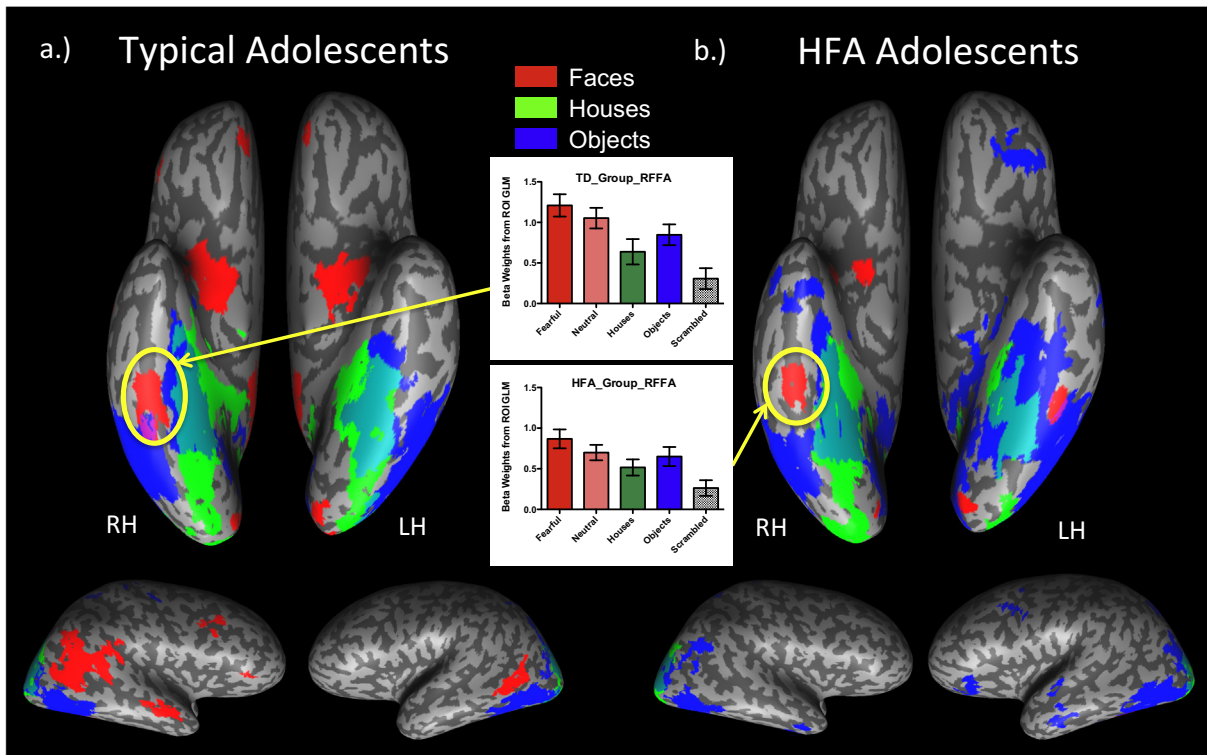 a.) Typical Adolescents
b.) HFA Adolescents
Faces
Houses
Objects
TD_Group_RFFA
Beta Weights from ROI GLM
1.5
1.0
0.5
0.0
Fearful
Neutral
Houses
Objects
Scrambled
HFA_Group_RFFA
Beta Weights from ROI GLM
1.5
1.0
0.5
0.0
Fearful
Neutral
Houses
Objects
Scrambled
RH
LH
RH
LH